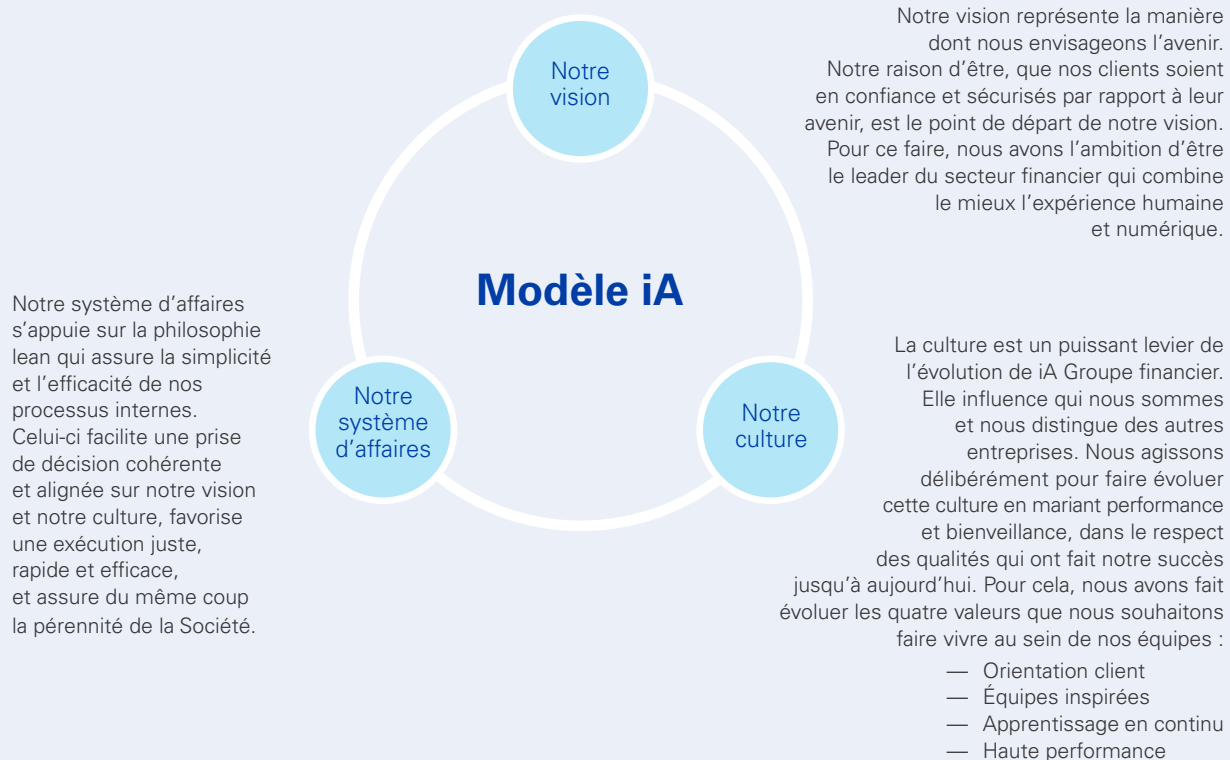 Notre vision représente la manière
dont nous envisageons l’avenir.
Notre raison d’être, que nos clients soient
en confiance et sécurisés par rapport à leur
avenir, est le point de départ de notre vision.
Pour ce faire, nous avons l’ambition d’être
le leader du secteur financier qui combine
le mieux l’expérience humaine
et numérique.
Notre
vision
Modèle iA
Notre système d’affaires
s’appuie sur la philosophie
lean qui assure la simplicité
et l’efficacité de nos
processus internes.
Celui-ci facilite une prise
de décision cohérente
et alignée sur notre vision
et notre culture, favorise
une exécution juste,
rapide et efficace,
et assure du même coup
la pérennité de la Société.
Notre
système
d’affaires
Notre
culture
La culture est un puissant levier de
l’évolution de iA Groupe financier.
Elle influence qui nous sommes
et nous distingue des autres
entreprises. Nous agissons
délibérément pour faire évoluer
cette culture en mariant performance
et bienveillance, dans le respect
des qualités qui ont fait notre succès
jusqu’à aujourd’hui. Pour cela, nous avons fait
évoluer les quatre valeurs que nous souhaitons
faire vivre au sein de nos équipes :
— Orientation client
— Équipes inspirées
— Apprentissage en continu
— Haute performance